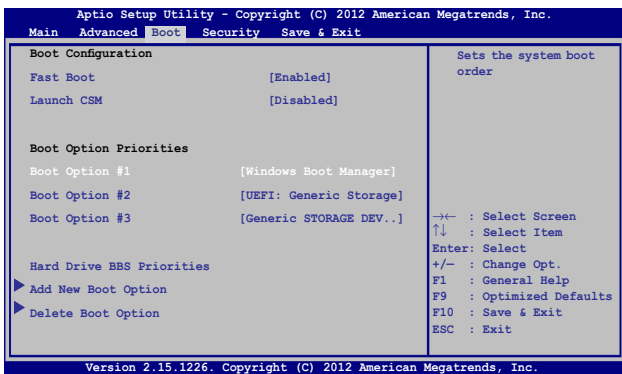 Aptio Setup Utility - Copyright (C) 2012 American Megatrends, Inc.
Main Advanced Boot Security Save & Exit
Boot Configuration
Fast Boot [Enabled]
Launch CSM [Disabled]
Boot Option Priorities
Boot Option #1 [Windows Boot Manager]
Boot Option #2 [UEFI: Generic Storage]
Boot Option #3 [Generic STORAGE DEV..]
Hard Drive BBS Priorities
Add New Boot Option
Delete Boot Option
Sets the system boot
order
→← : Select Screen
↑↓ : Select Item
Enter: Select
+/− : Change Opt.
F1 : General Help
F9 : Optimized Defaults
F10 : Save & Exit
ESC : Exit
Version 2.15.1226. Copyright (C) 2012 American Megatrends, Inc.